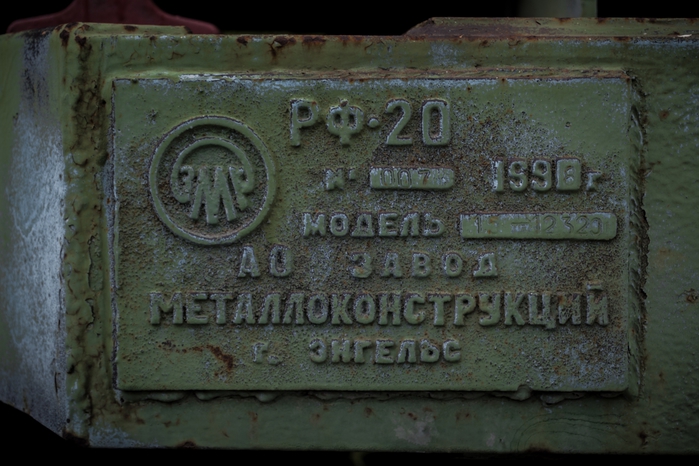 РФ·20
№ 1998г
МОДЕЛЬ
АО ЗАВОД
МЕТАЛЛОКОНСТРУКЦИЙ
г. ЭНГЕЛЬС